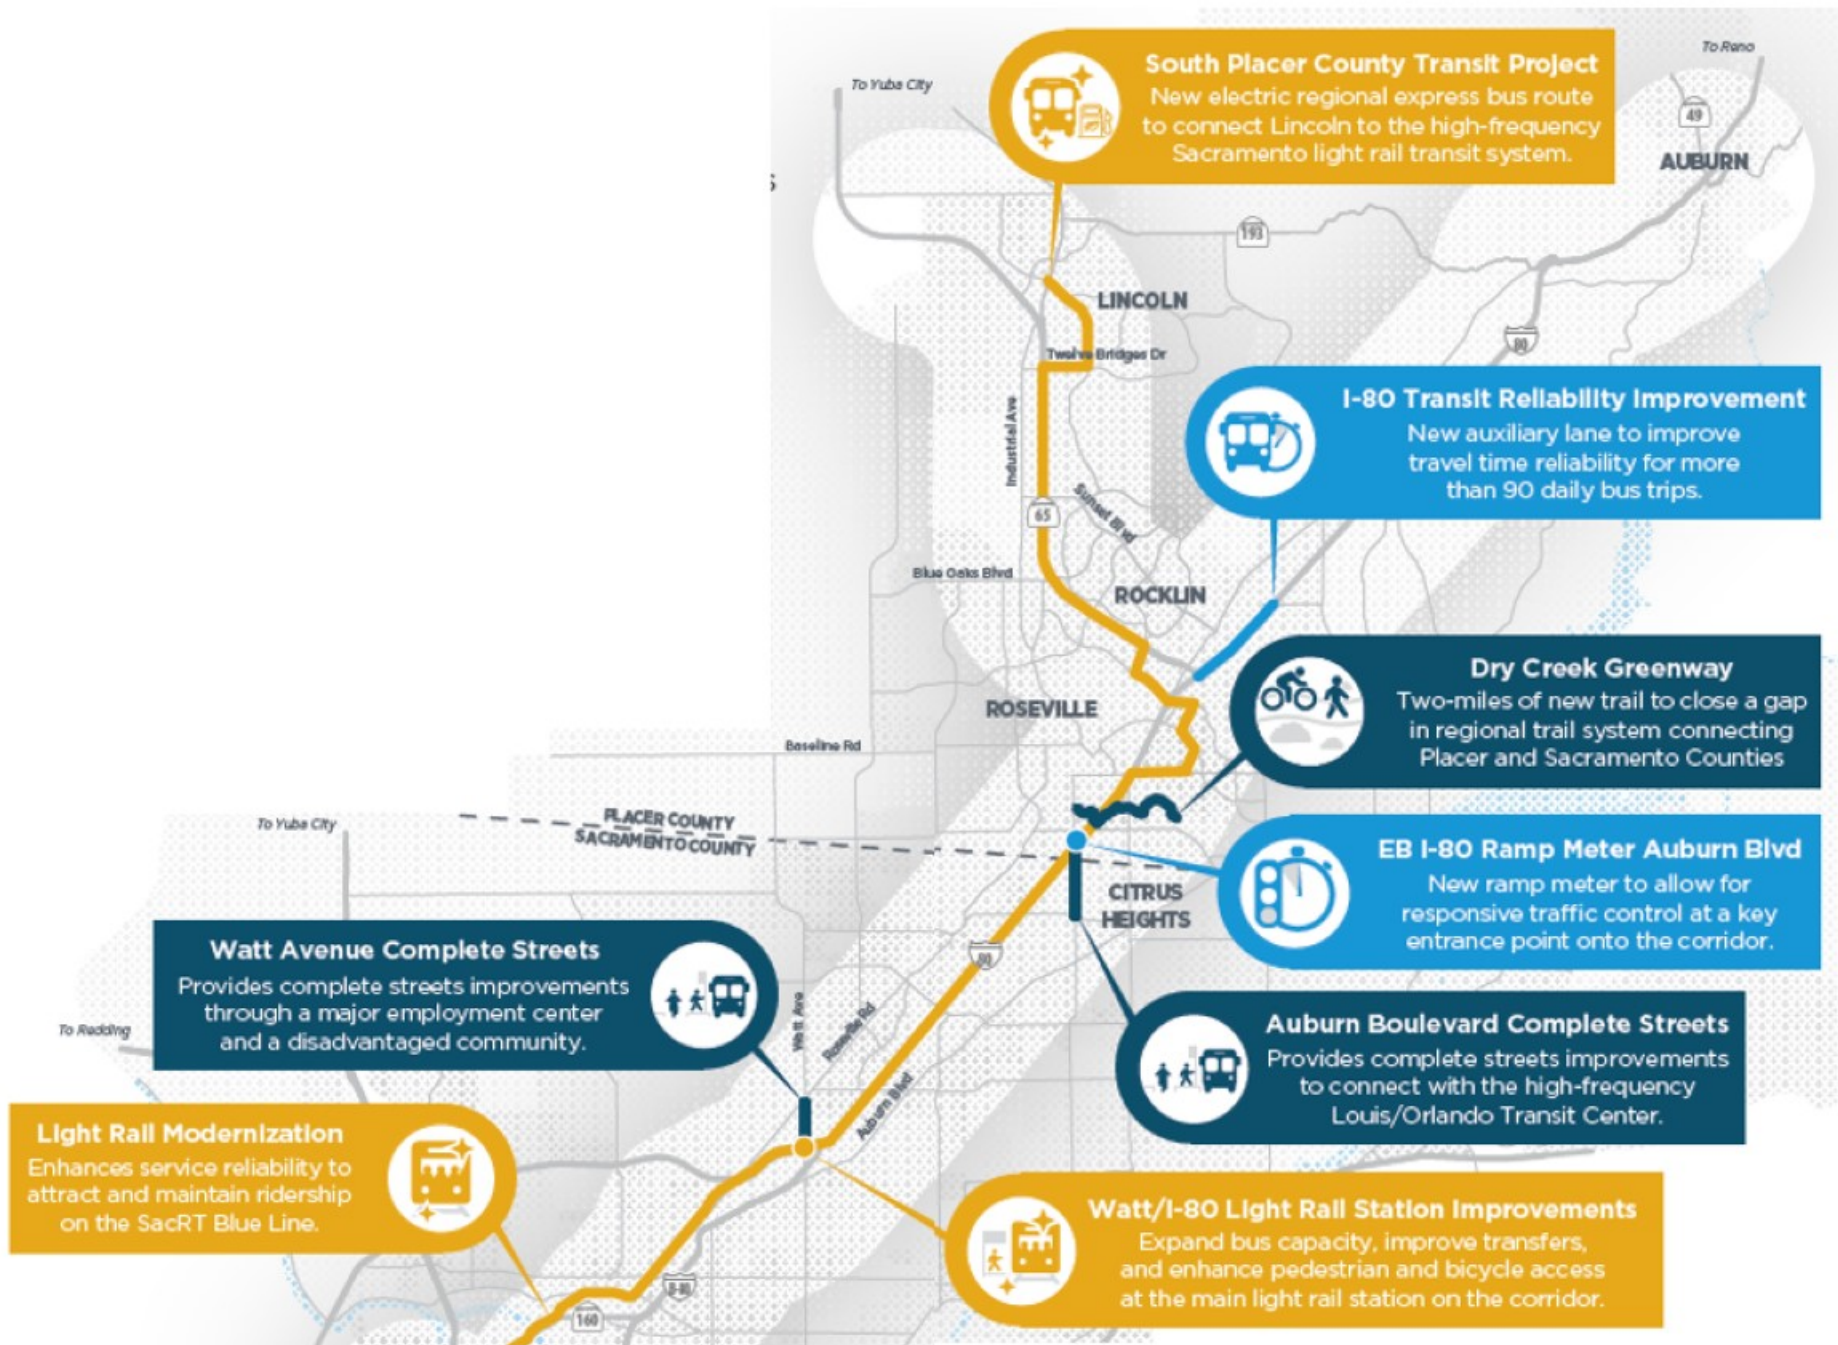 To Reno
South Placer County Transit Project
New electric regional express bus route
to connect Lincoln to the high-frequency
Sacramento light rail transit system.
To Yuba City
49
AUBURN
S
193
LINCOLN
80
Twelve Bridges Dr
I-80 Transit Reliability Improvement
New auxiliary lane to improve
travel time reliability for more
than 90 daily bus trips.
Industrial Ave
Sunset Blvd
65
Blue Oaks Blvd
ROCKLIN
Dry Creek Greenway
Two-miles of new trail to close a gap
in regional trail system connecting
Placer and Sacramento Counties
ROSEVILLE
Baseline Rd
To Yuba City
PLACER COUNTY
SACRAMENTO COUNTY
EB I-80 Ramp Meter Auburn Blvd
New ramp meter to allow for
responsive traffic control at a key
entrance point onto the corridor.
CITRUS
HEIGHTS
80
Watt Avenue Complete Streets
Provides complete streets improvements
through a major employment center
and a disadvantaged community.
Watt Ave
Roseville Rd
To Redding
Auburn Boulevard Complete Streets
Provides complete streets improvements
to connect with the high-frequency
Louis/Orlando Transit Center.
Auburn Blvd
Light Rail Modernization
Enhances service reliability to
attract and maintain ridership
on the SacRT Blue Line.
Watt/I-80 Light Rail Station Improvements
Expand bus capacity, improve transfers,
and enhance pedestrian and bicycle access
at the main light rail station on the corridor.
160